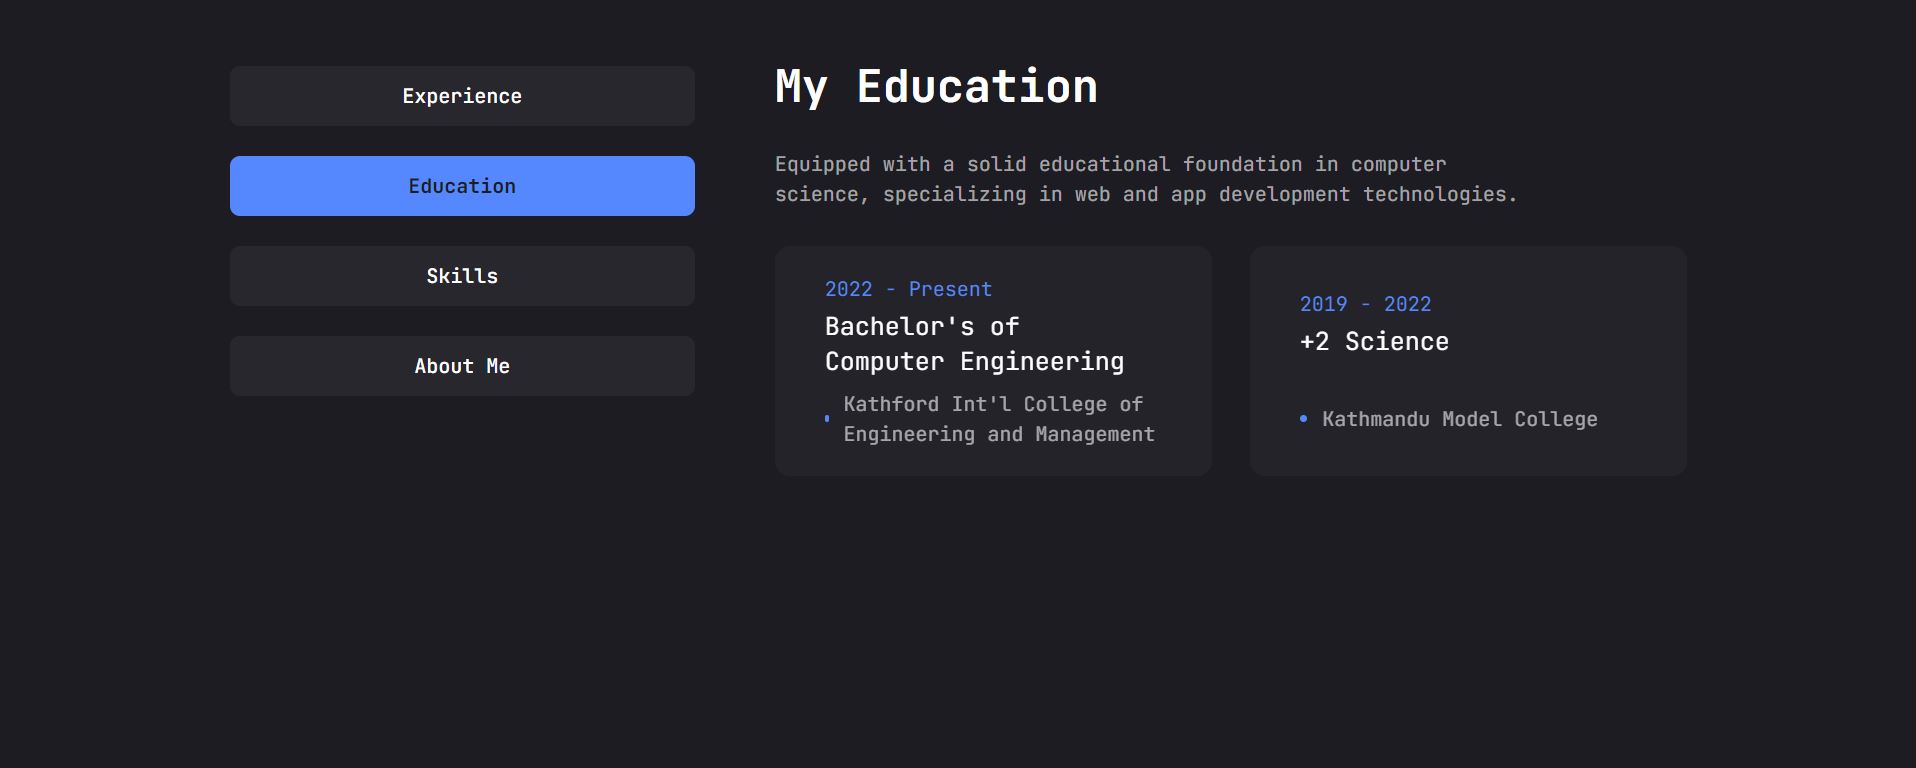 Experience
Education
Skills
About Me
My Education
Equipped with a solid educational foundation in computer
science, specializing in web and app development technologies.
2022 - Present
Bachelor's of
Computer Engineering
Kathford Int'l College of
Engineering and Management
2019 - 2022
+2 Science
Kathmandu Model College